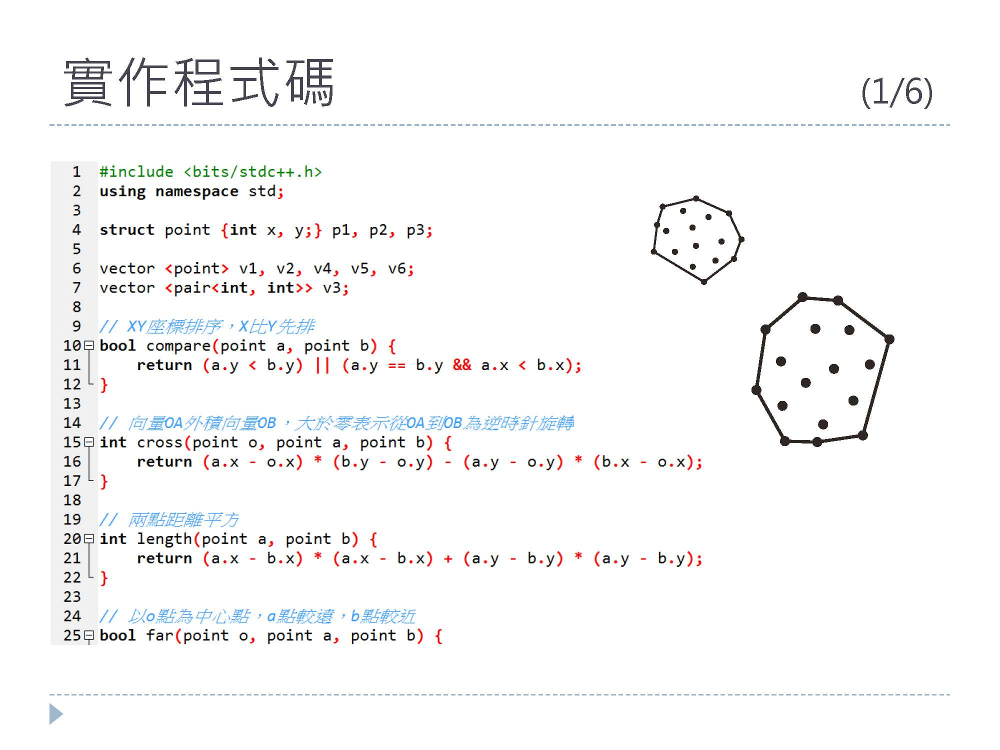 實作程式碼 (1/6)
1 #include <bits/stdc++.h>
2 using namespace std;
3
4 struct point {int x, y;} p1, p2, p3;
5
6 vector <point> v1, v2, v4, v5, v6;
7 vector <pair<int, int>> v3;
8
9 // XY座標排序，X比Y先排
10 bool compare(point a, point b) {
11     return (a.y < b.y) || (a.y == b.y && a.x < b.x);
12 }
13
14 // 向量OA外積向量OB，大於零表示從OA到OB為逆時針旋轉
15 int cross(point o, point a, point b) {
16     return (a.x - o.x) * (b.y - o.y) - (a.y - o.y) * (b.x - o.x);
17 }
18
19 // 兩點距離平方
20 int length(point a, point b) {
21     return (a.x - b.x) * (a.x - b.x) + (a.y - b.y) * (a.y - b.y);
22 }
23
24 // 以o點為中心點，a點較遠，b點較近
25 bool far(point o, point a, point b) {